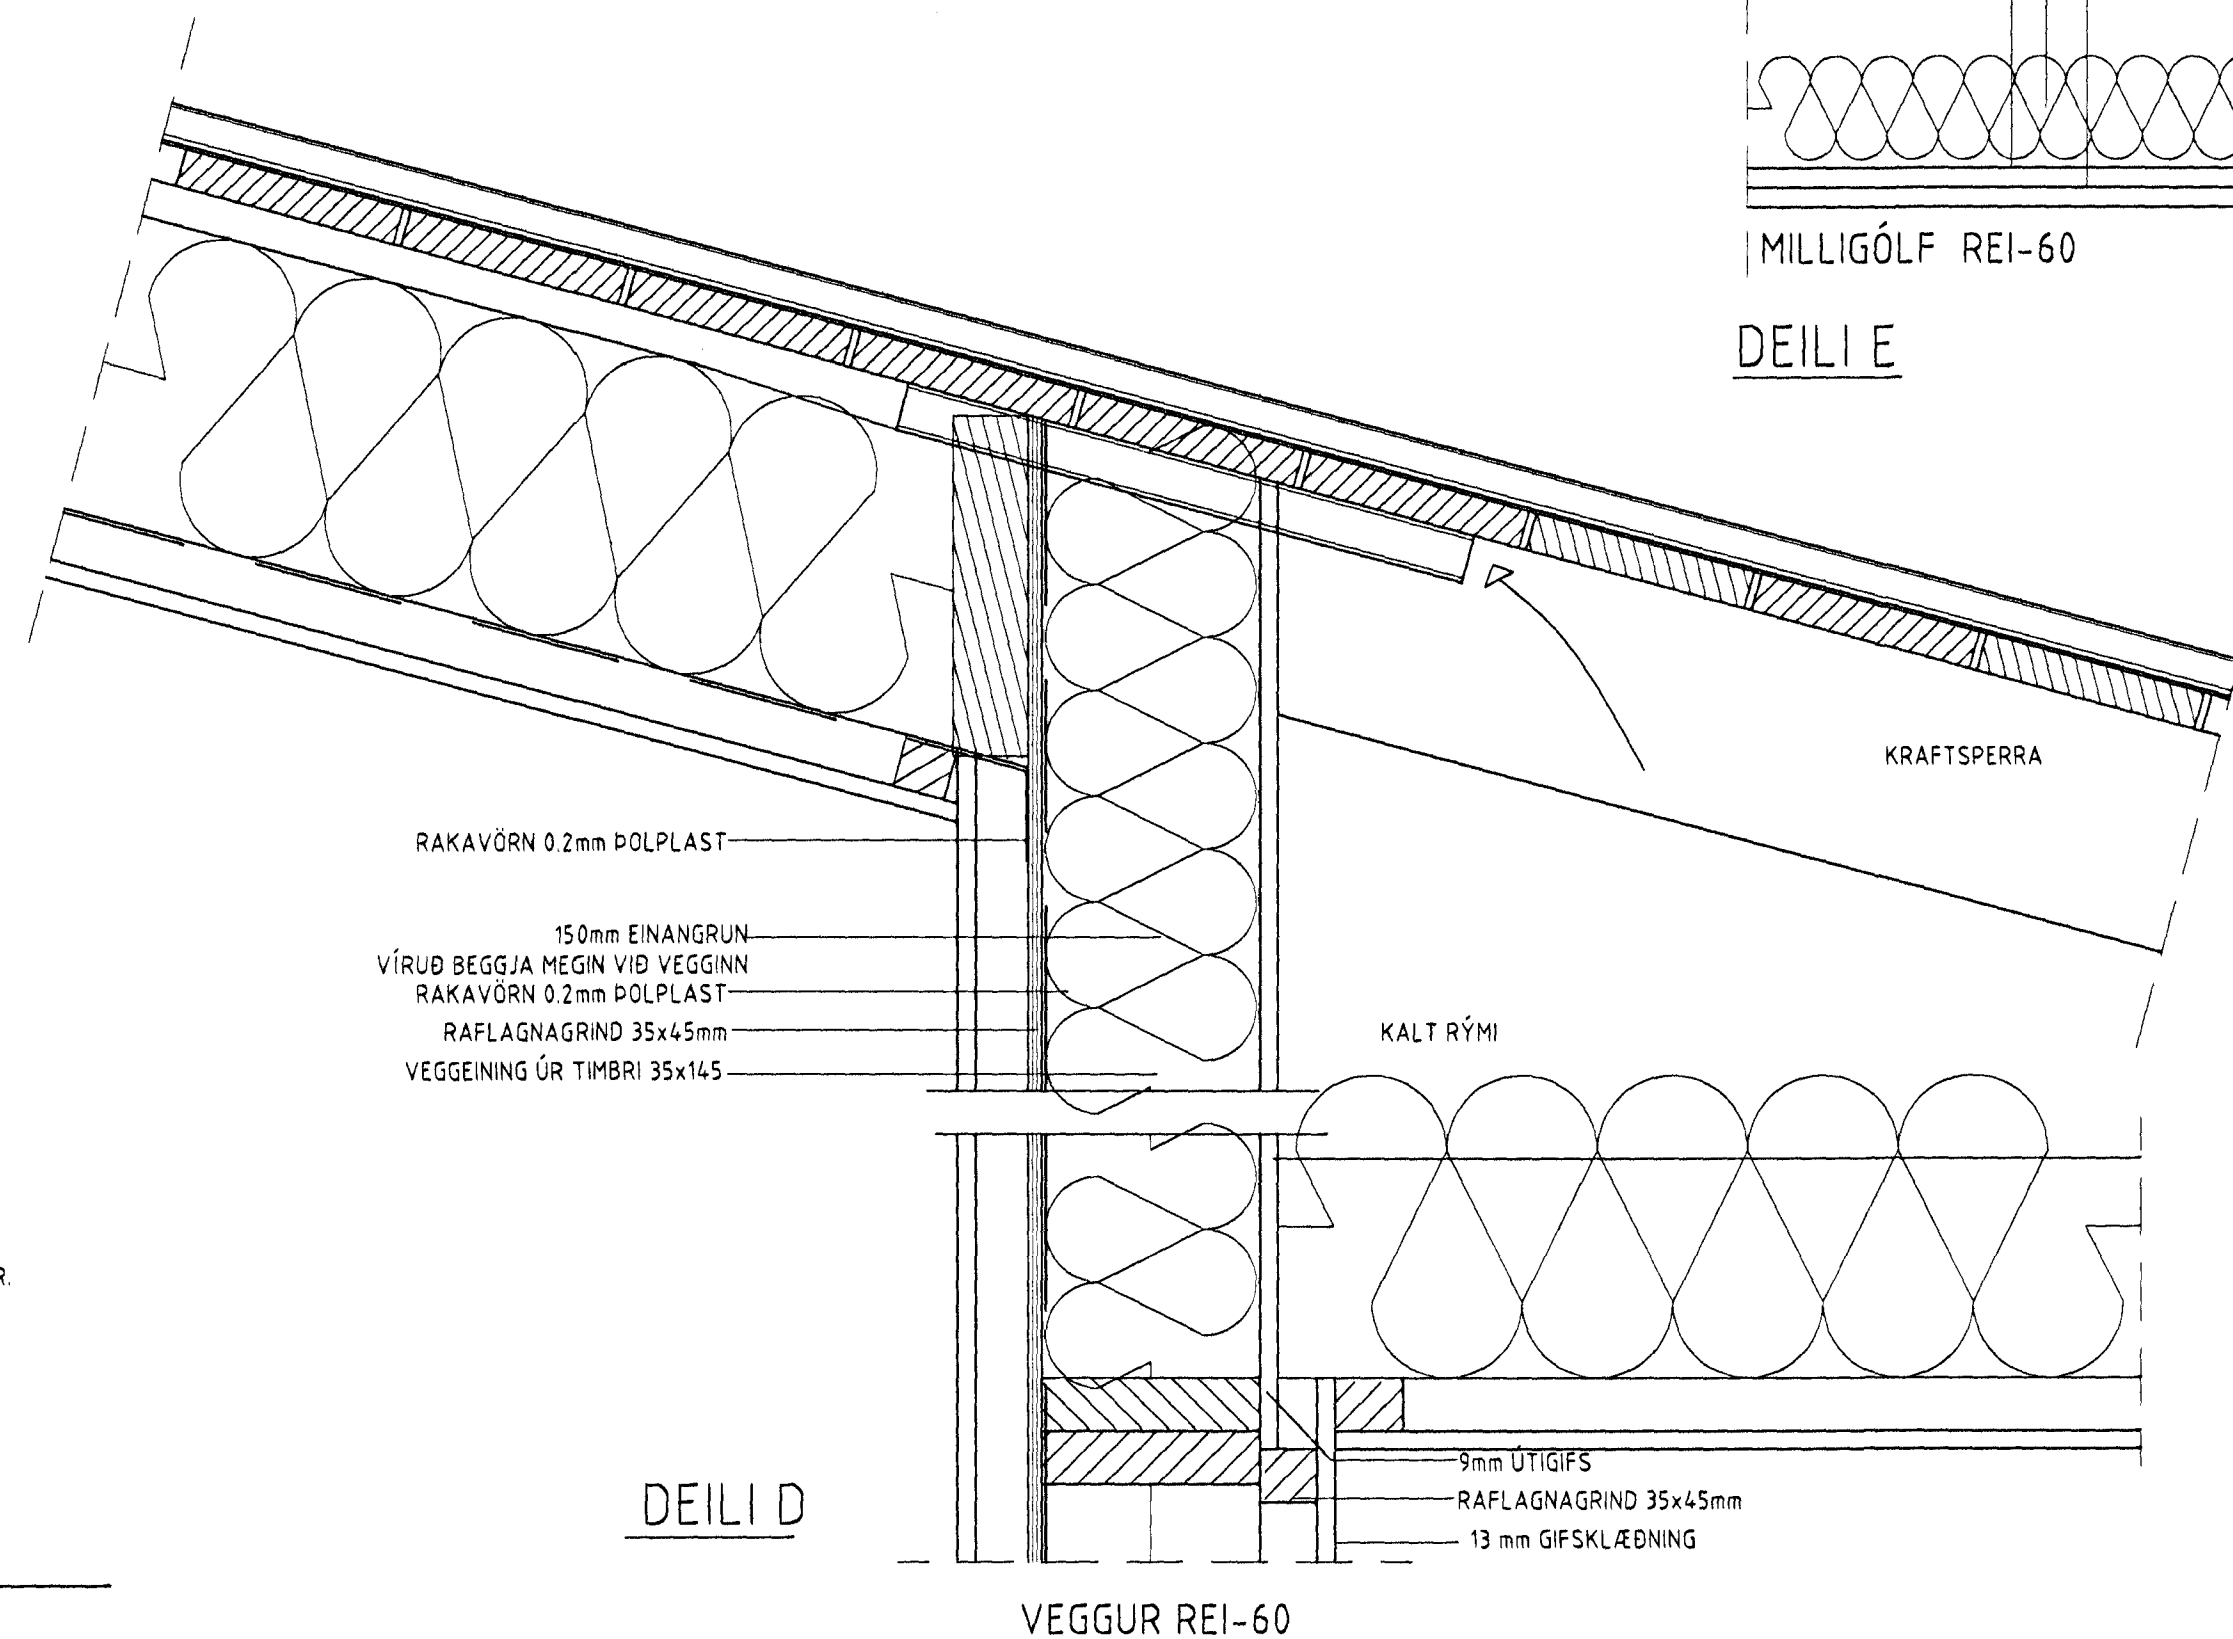 MILLIGÓLF REI-60
DEILI E
KRAFTSPERRA
RAKAVÖRN 0.2mm ÞOLPLAST
150mm EINANGRUN
VÍRUÐ BEGGJA MEGIN VIÐ VEGGINN
RAKAVÖRN 0.2mm ÞOLPLAST
RAFLAGNAGRIND 35x45mm
VEGGEINING ÚR TIMBRI 35x145
KALT RÝMI
R.
9mm ÚTIGIFS
RAFLAGNAGRIND 35x45mm
13 mm GIFSKLÆÐNING
DEILI D
VEGGUR REI-60